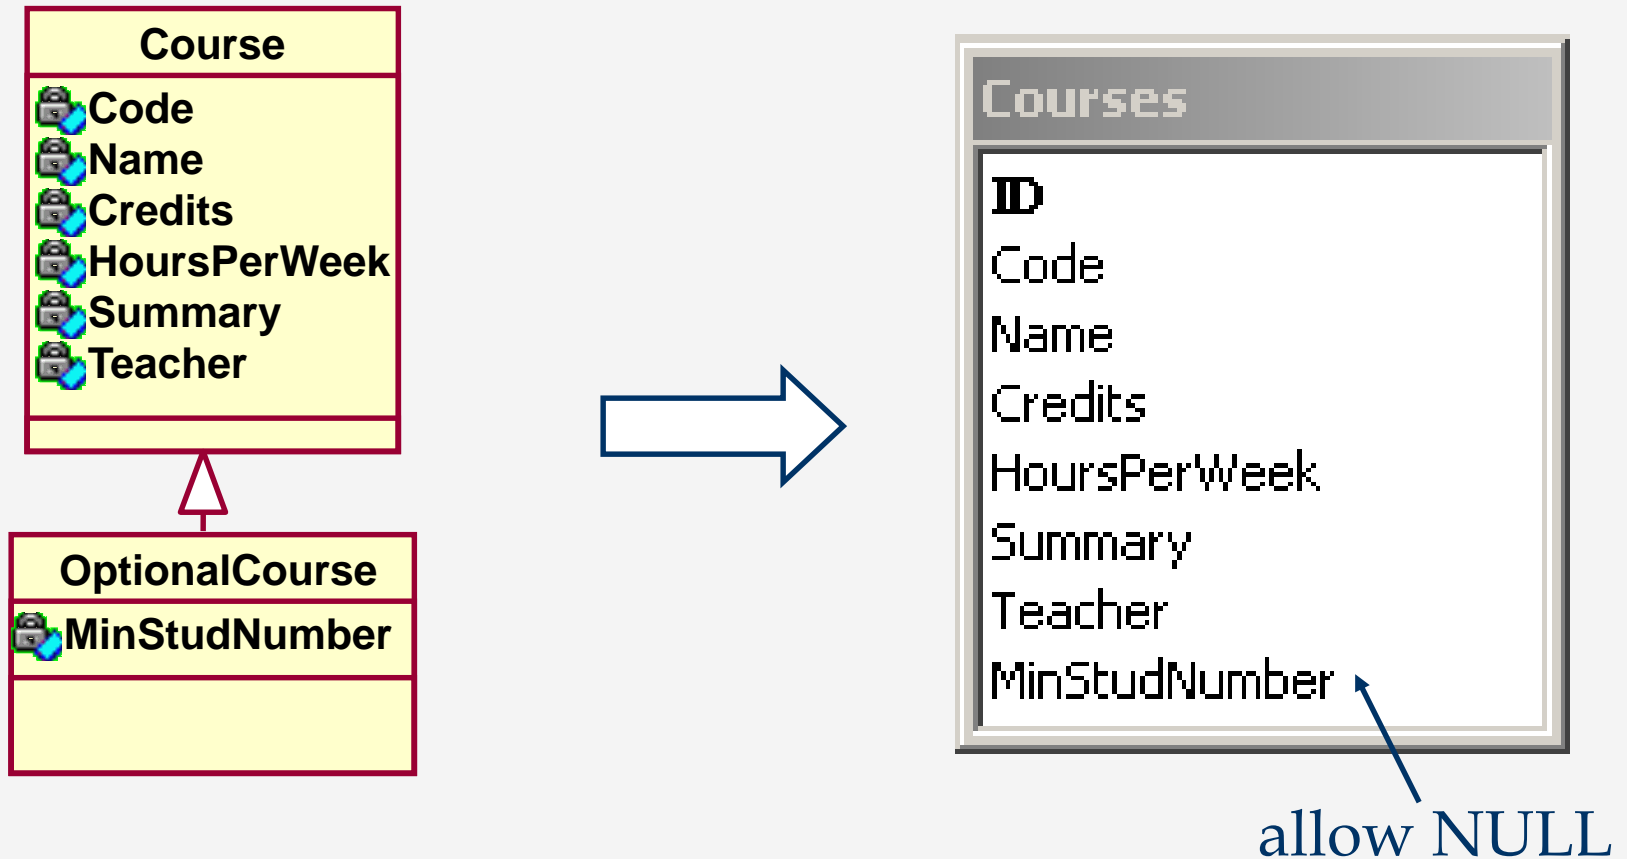 Course
Code
Name
Credits
HoursPerWeek
Summary
Teacher
OptionalCourse
MinStudNumber
Courses
ID
Code
Name
Credits
HoursPerWeek
Summary
Teacher
MinStudNumber
allow NULL